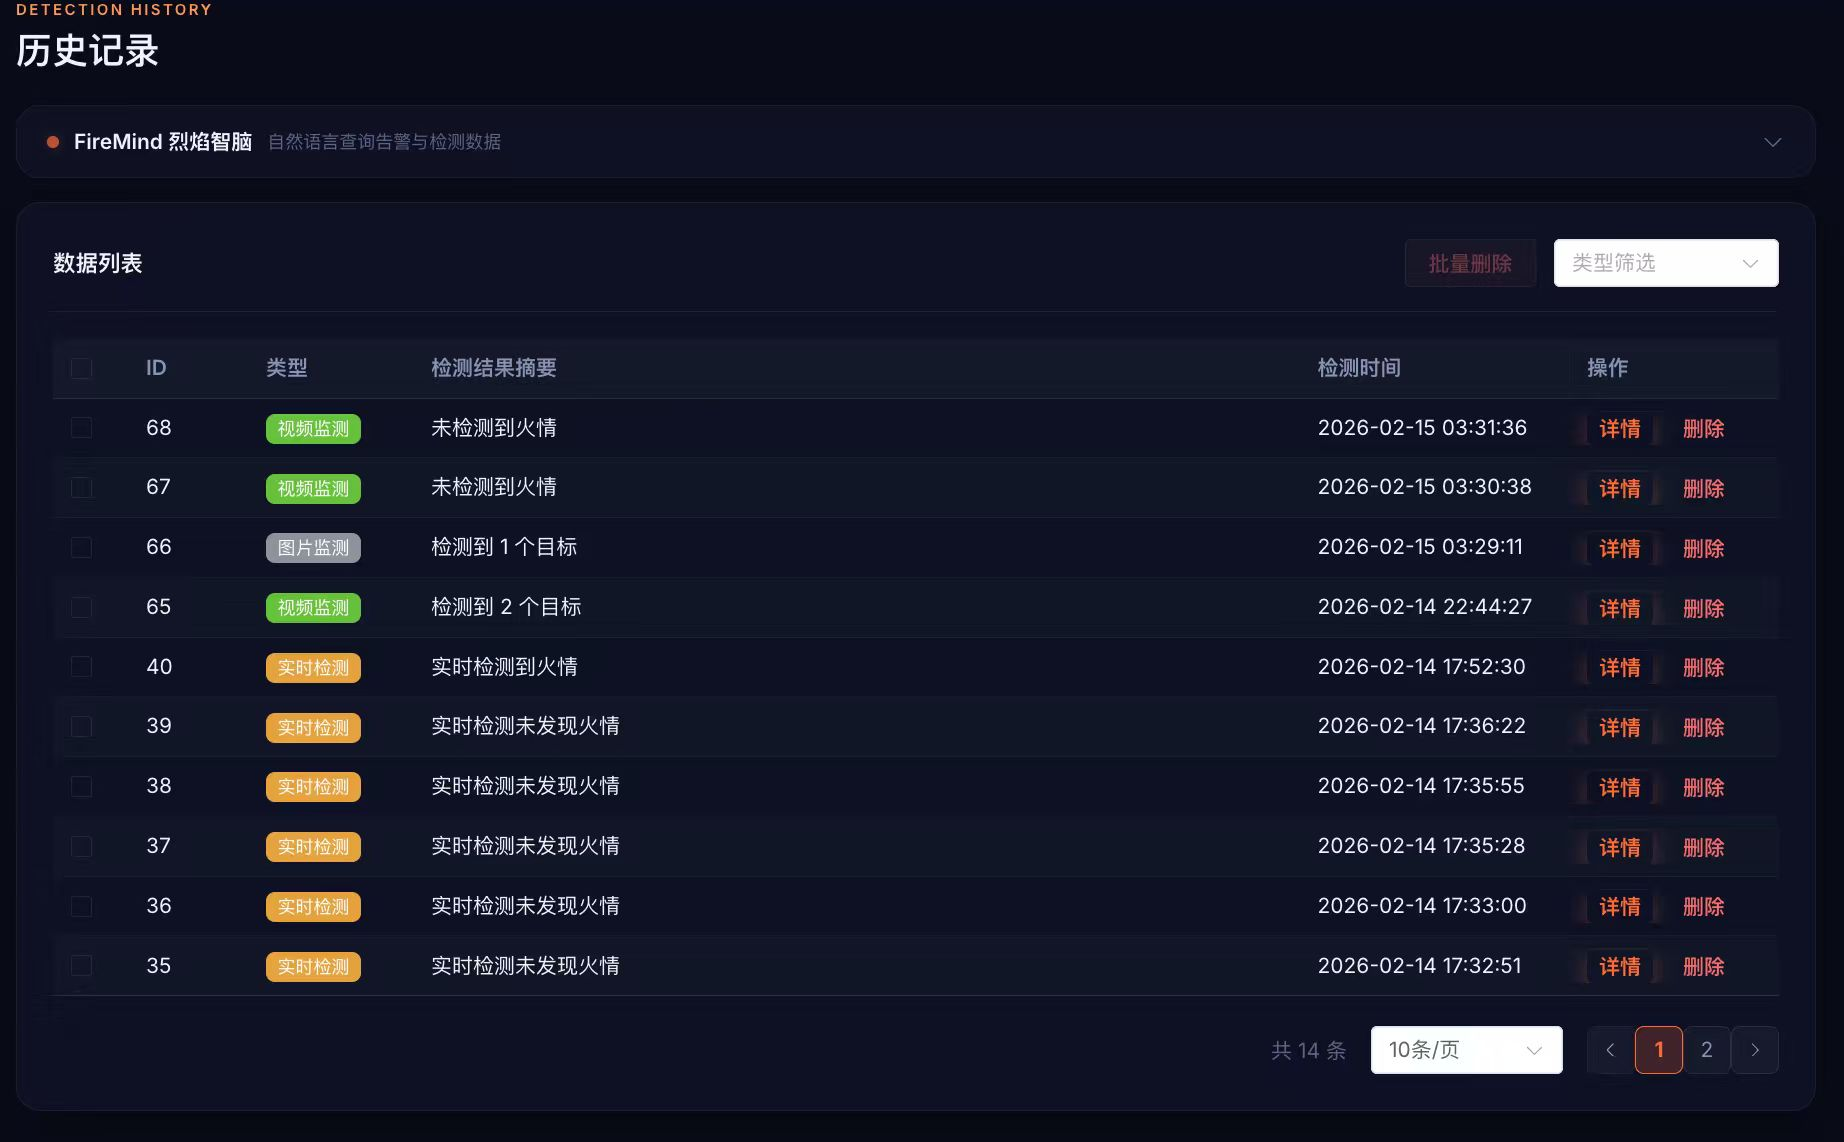 DETECTION HISTORY
历史记录
FireMind 烈焰智脑 自然语言查询告警与检测数据
数据列表 批量删除 类型筛选
ID 类型 检测结果摘要 检测时间 操作
68 视频监测 未检测到火情 2026-02-15 03:31:36 详情 删除
67 视频监测 未检测到火情 2026-02-15 03:30:38 详情 删除
66 图片监测 检测到 1 个目标 2026-02-15 03:29:11 详情 删除
65 视频监测 检测到 2 个目标 2026-02-14 22:44:27 详情 删除
40 实时检测 实时检测到火情 2026-02-14 17:52:30 详情 删除
39 实时检测 实时检测未发现火情 2026-02-14 17:36:22 详情 删除
38 实时检测 实时检测未发现火情 2026-02-14 17:35:55 详情 删除
37 实时检测 实时检测未发现火情 2026-02-14 17:35:28 详情 删除
36 实时检测 实时检测未发现火情 2026-02-14 17:33:00 详情 删除
35 实时检测 实时检测未发现火情 2026-02-14 17:32:51 详情 删除
共 14 条 10条/页 1 2